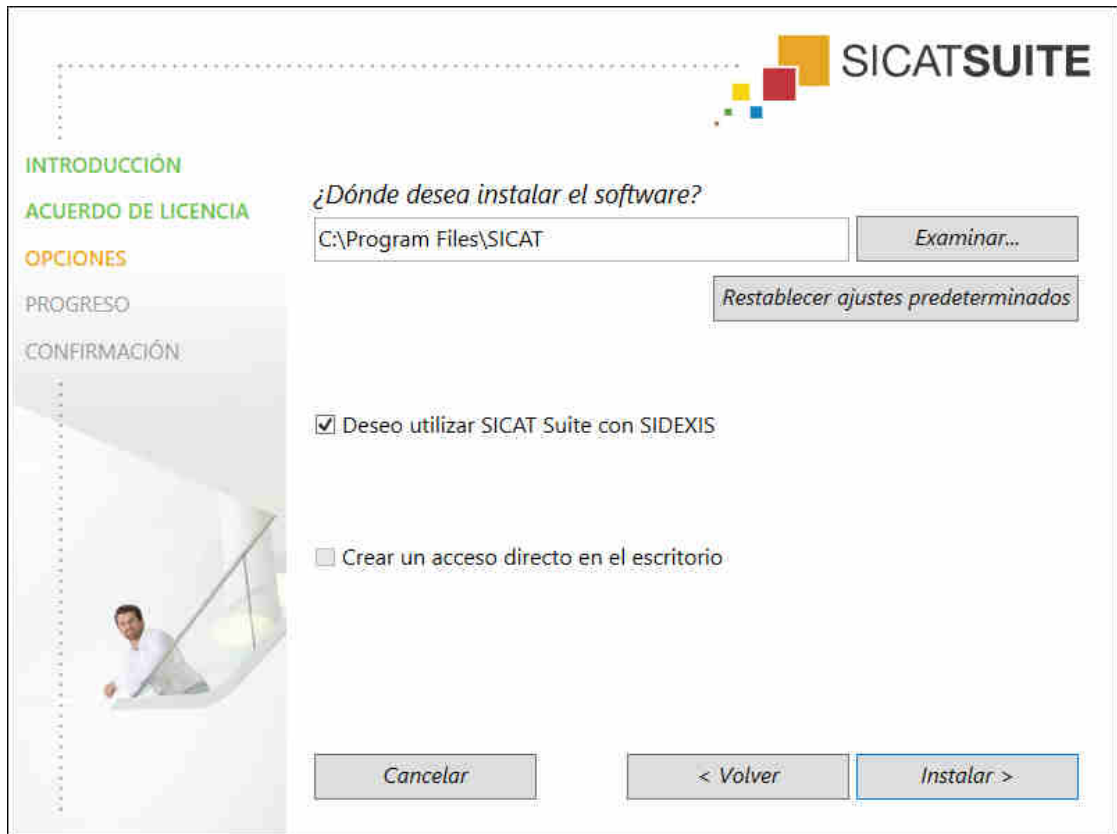 SICATSUITE
INTRODUCCIÓN
ACUERDO DE LICENCIA
OPCIONES
PROGRESO
CONFIRMACIÓN
¿Dónde desea instalar el software?
C:\Program Files\SICAT
Examinar...
Restablecer ajustes predeterminados
Deseo utilizar SICAT Suite con SIDEXIS
Crear un acceso directo en el escritorio
Cancelar
< Volver
Instalar >